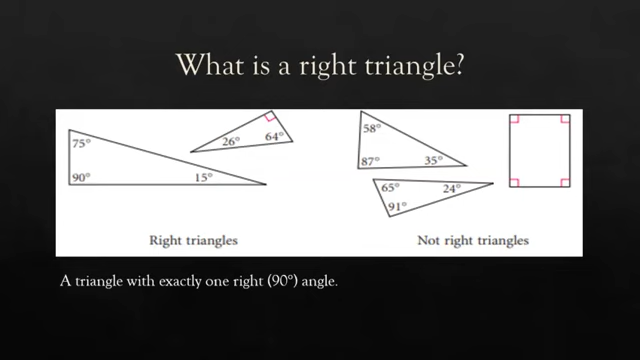 What is a right triangle?
75°
90°
15°
26°
64°
58°
87°
35°
65°
24°
91°
Right triangles
Not right triangles
A triangle with exactly one right (90°) angle.